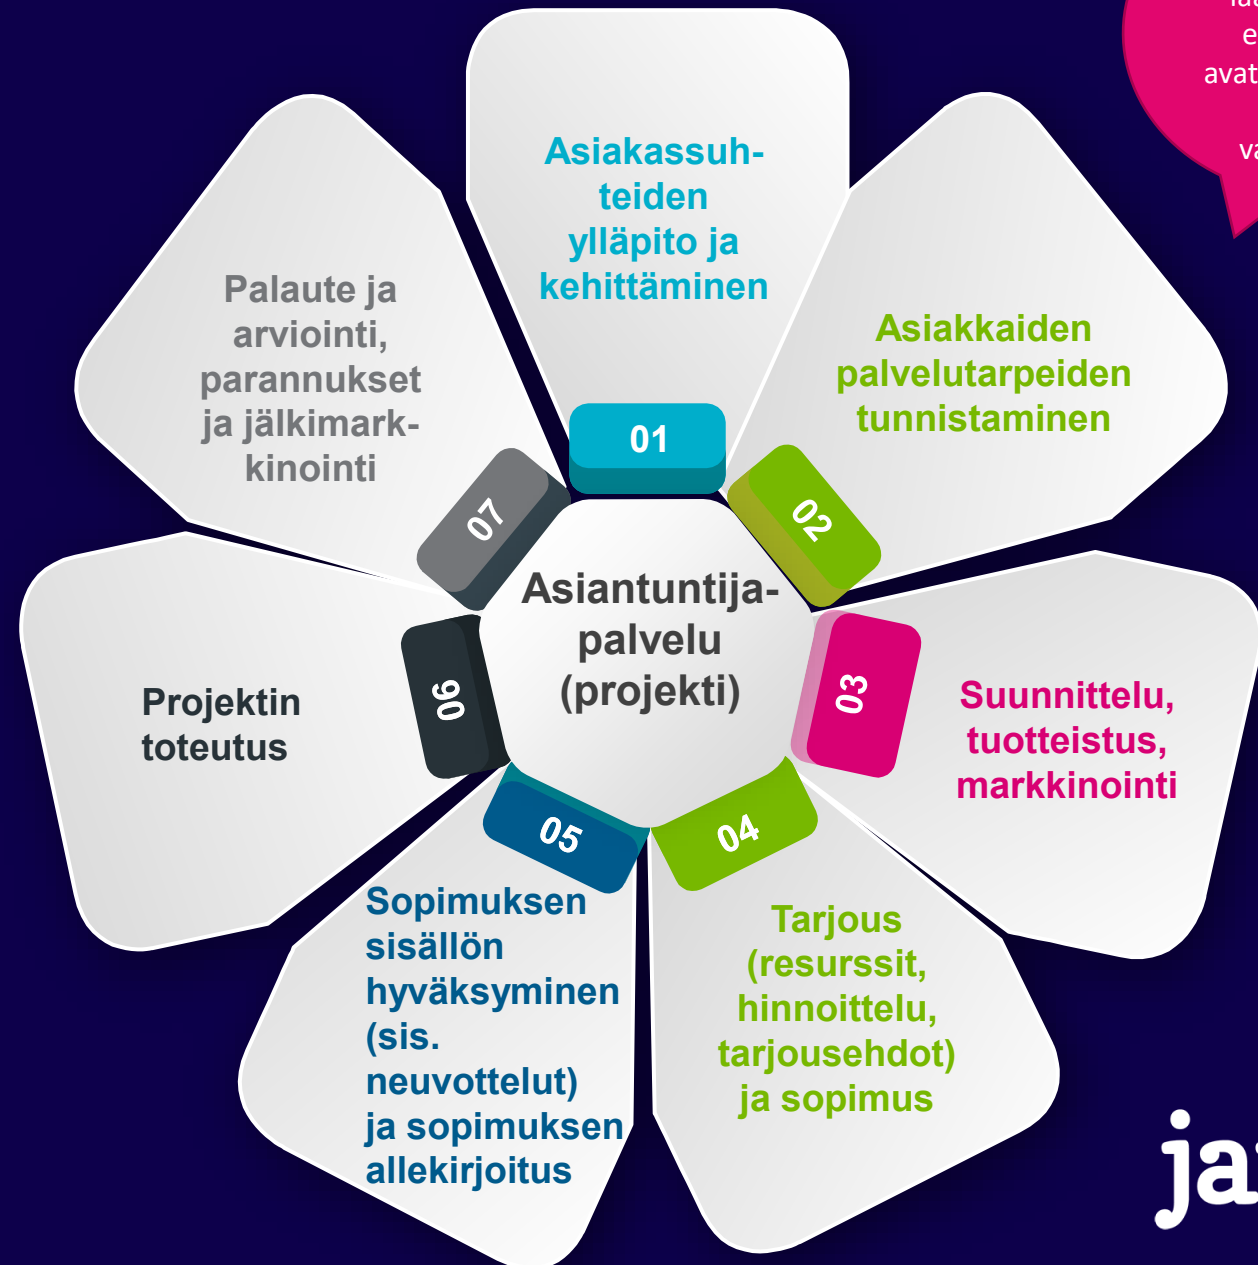 avat
Asiakassuh-
teiden
ylläpito ja
kehittäminen
01
Asiakkaiden
palvelutarpeiden
tunnistaminen
02
Suunnittelu,
tuotteistus,
markkinointi
03
Tarjous
(resurssit,
hinnoittelu,
tarjousehdot)
ja sopimus
04
Sopimuksen
sisällön
hyväksyminen
(sis.
neuvottelut)
ja sopimuksen
allekirjoitus
05
Projektin
toteutus
06
Palaute ja
arviointi,
parannukset
ja jälkimark-
kinointi
07
Asiantuntija-
palvelu
(projekti)